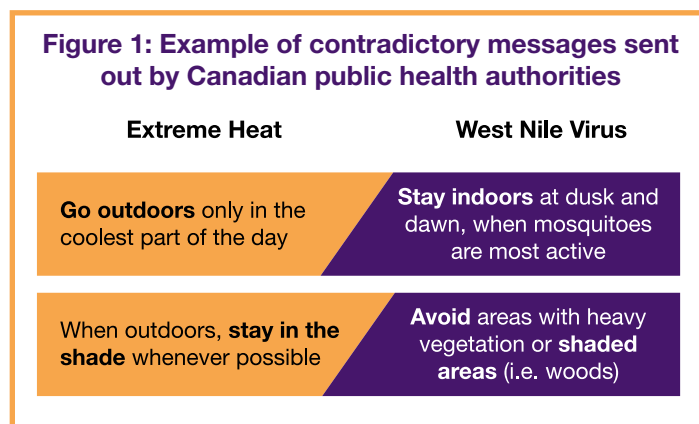 Figure 1: Example of contradictory messages sent
out by Canadian public health authorities
Extreme Heat
West Nile Virus
Go outdoors only in the
coolest part of the day
Stay indoors at dusk and
dawn, when mosquitoes
are most active
When outdoors, stay in the
shade whenever possible
Avoid areas with heavy
vegetation or shaded
areas (i.e. woods)